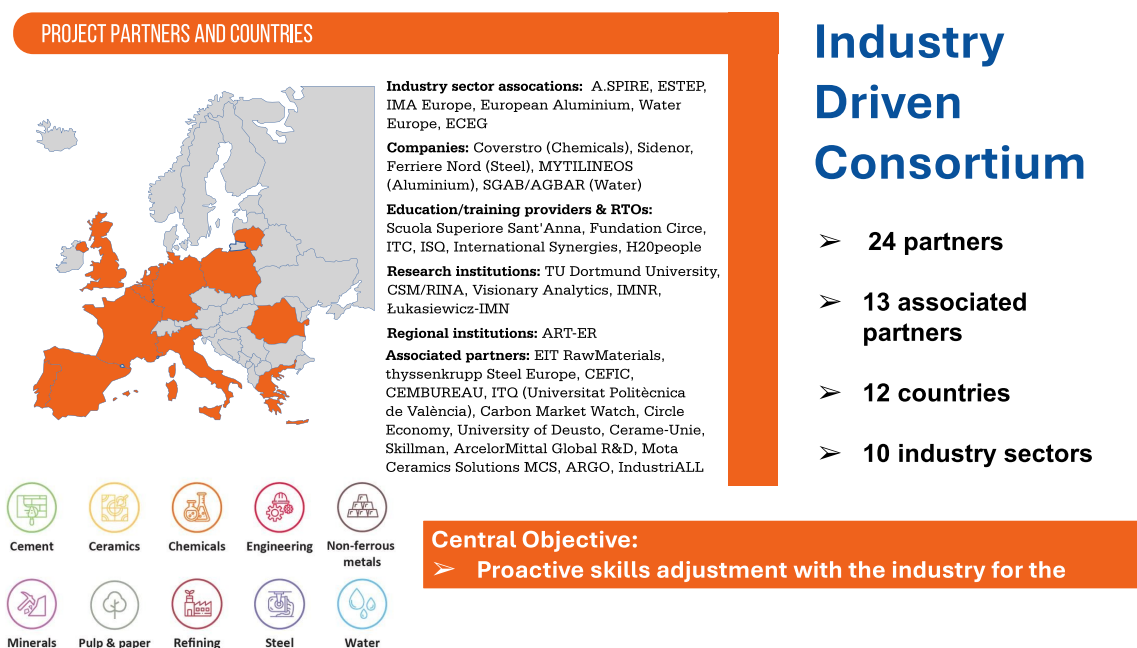 PROJECT PARTNERS AND COUNTRIES
Industry sector assocations: A.SPIRE, ESTEP,
IMA Europe, European Aluminium, Water
Europe, ECEG
Companies: Coverstro (Chemicals), Sidenor,
Ferriere Nord (Steel), MYTILINEOS
(Aluminium), SGAB/AGBAR (Water)
Education/training providers & RTOs:
Scuola Superiore Sant'Anna, Fundation Circe,
ITC, ISQ, International Synergies, H20people
Research institutions: TU Dortmund University,
CSM/RINA, Visionary Analytics, IMNR,
Łukasiewicz-IMN
Regional institutions: ART-ER
Associated partners: EIT RawMaterials,
thyssenkrupp Steel Europe, CEFIC,
CEMBUREAU, ITQ (Universitat Politècnica
de València), Carbon Market Watch, Circle
Economy, University of Deusto, Cerame-Unie,
Skillman, ArcelorMittal Global R&D, Mota
Ceramics Solutions MCS, ARGO, IndustriALL
Industry
Driven
Consortium
➢ 24 partners
➢ 13 associated
partners
➢ 12 countries
➢ 10 industry sectors
Cement
Ceramics
Chemicals
Engineering
Non-ferrous
metals
Minerals
Pulp & paper
Refining
Steel
Water
Central Objective:
➢ Proactive skills adjustment with the industry for the